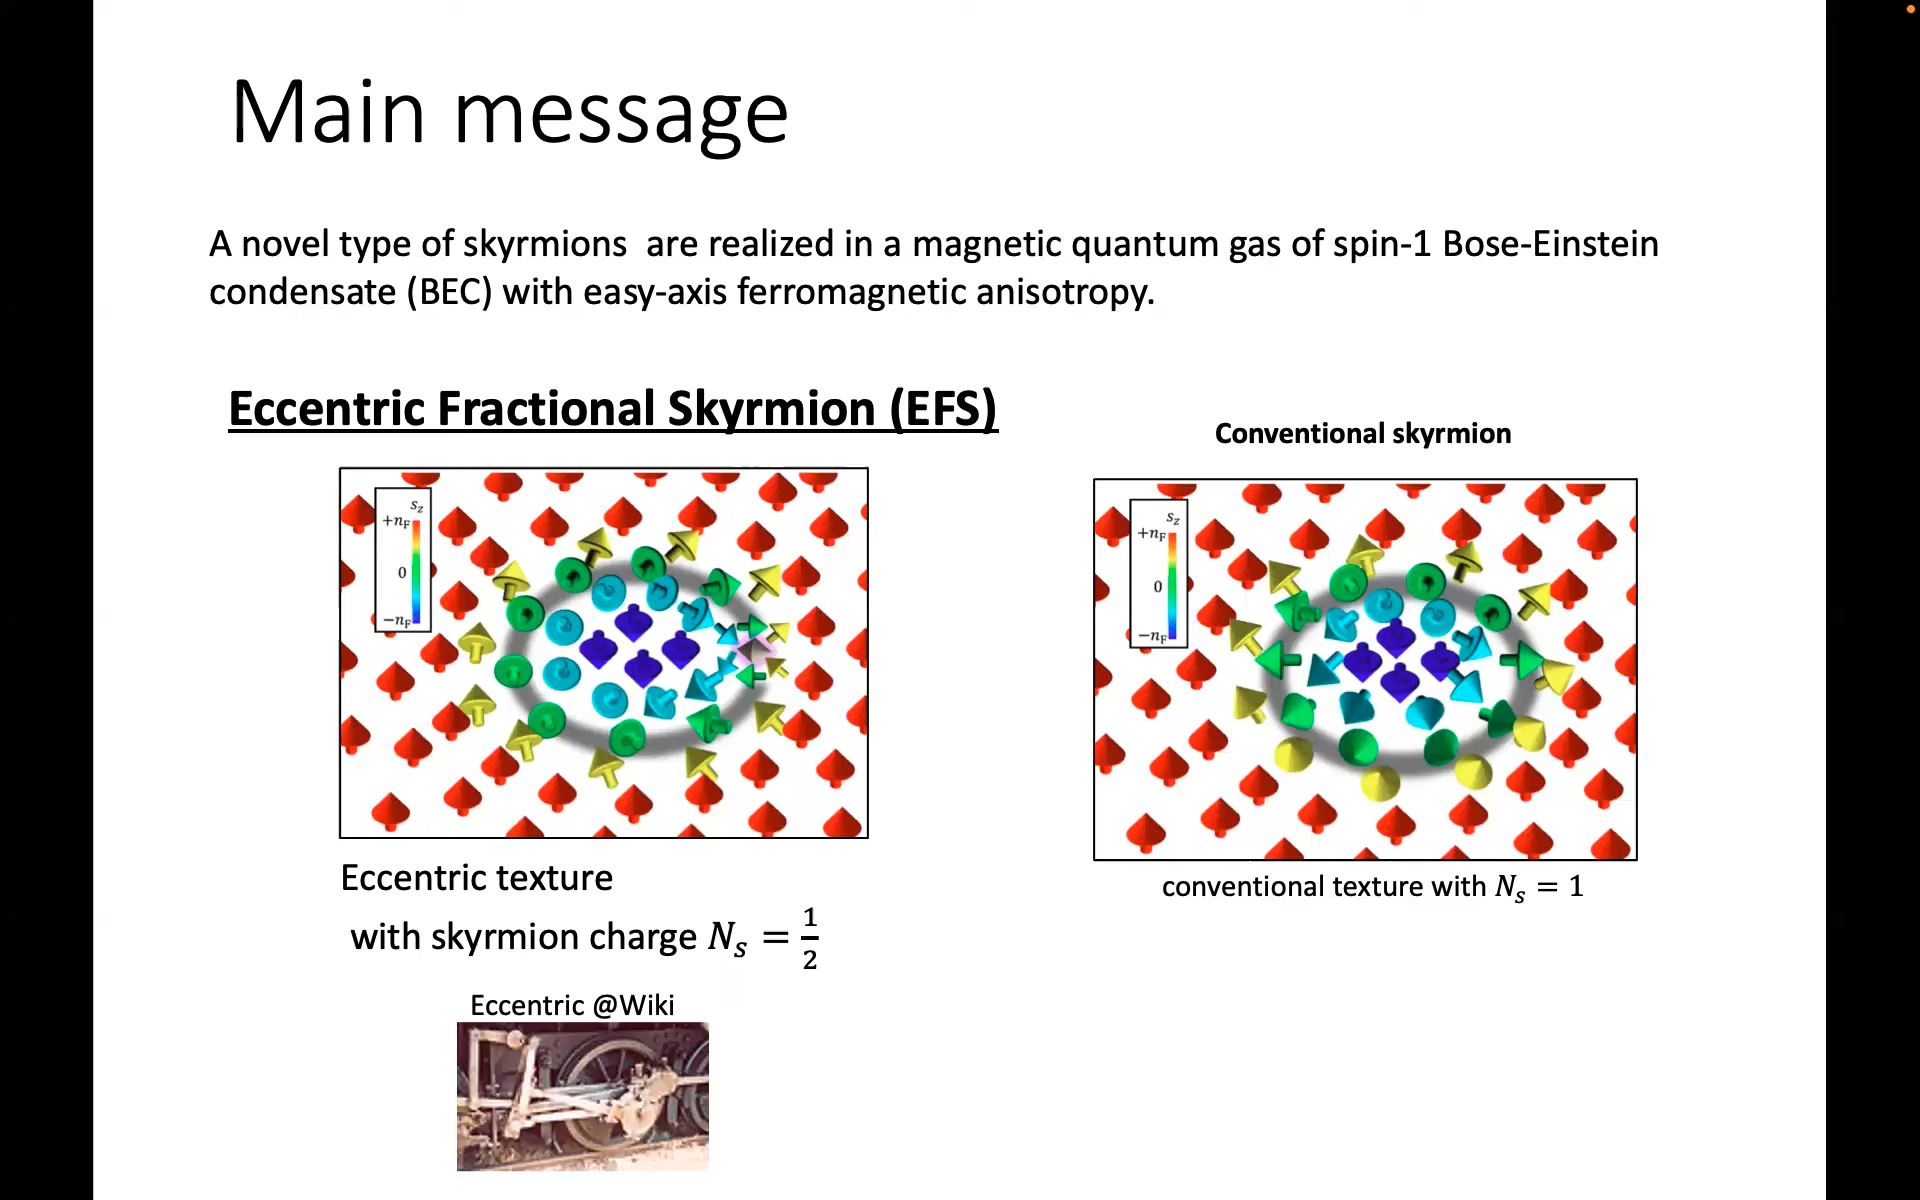 Main message
A novel type of skyrmions are realized in a magnetic quantum gas of spin-1 Bose-Einstein
condensate (BEC) with easy-axis ferromagnetic anisotropy.
Eccentric Fractional Skyrmion (EFS)
Conventional skyrmion
s_z
+n_F
0
−n_F
s_z
+n_F
0
−n_F
Eccentric texture
with skyrmion charge N_s = 1/2
conventional texture with N_s = 1
Eccentric @Wiki